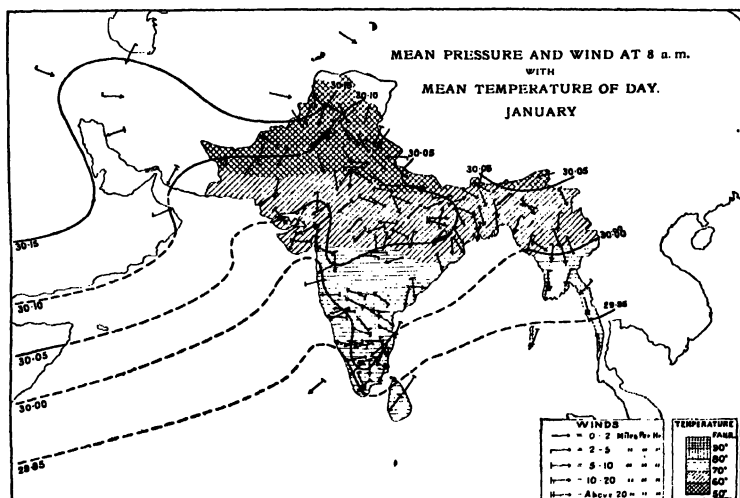 MEAN PRESSURE AND WIND AT 8 a.m.
WITH
MEAN TEMPERATURE OF DAY.
JANUARY
30·15
30·10
30·05
30·05
30·05
30·00
29·95
30·15
30·10
30·05
30·00
29·95
WINDS
0-2 Miles Per Hr
2-5 " " "
5-10 " " "
10-20 " " "
Above 20 " " "
TEMPERATURE
FAHR.
90°
80°
70°
60°
50°